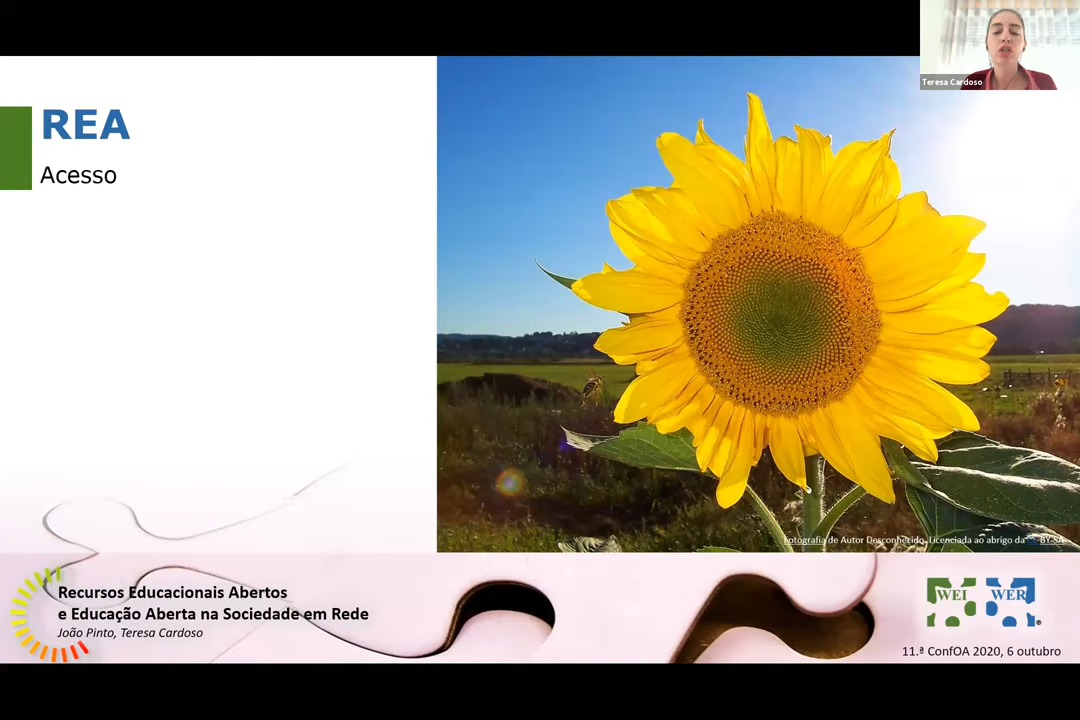 Teresa Cardoso
REA
Acesso
Fotografia de Autor Desconhecido, Licenciada ao abrigo da BY-SA
Recursos Educacionais Abertos
e Educação Aberta na Sociedade em Rede
João Pinto, Teresa Cardoso
WEI WER
®
11.ª ConfOA 2020, 6 outubro